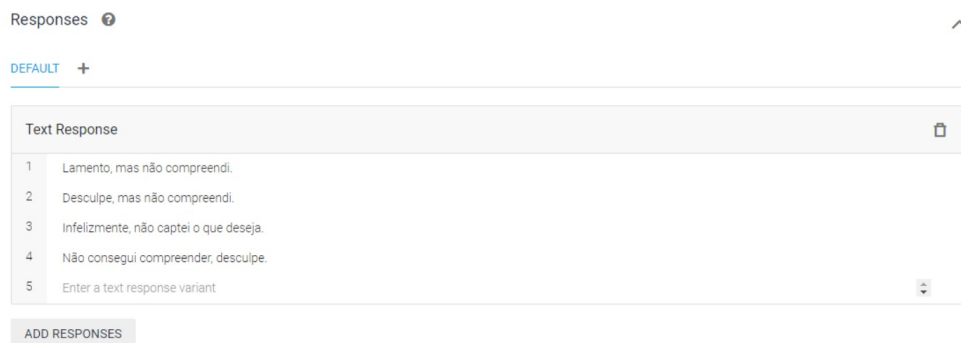 Responses
DEFAULT +
Text Response
1 Lamento, mas não compreendi.
2 Desculpe, mas não compreendi.
3 Infelizmente, não captei o que deseja.
4 Não consegui compreender, desculpe.
5 Enter a text response variant
ADD RESPONSES